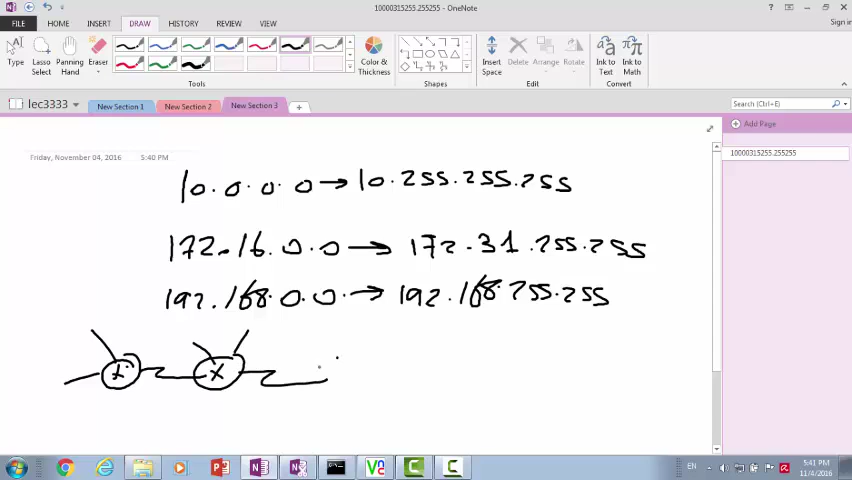 10000315255.255255 - OneNote
FILE HOME INSERT DRAW HISTORY REVIEW VIEW
Sign in
Type
Lasso Select
Panning Hand
Eraser
Color & Thickness
Insert Space
Delete
Arrange
Rotate
Ink to Text
Ink to Math
Tools
Shapes
Edit
Convert
lec3333
New Section 1
New Section 2
New Section 3
Search (Ctrl+E)
Add Page
10000315255.255255
Friday, November 04, 2016 5:40 PM
10.0.0.0 → 10.255.255.255
172.16.0.0 → 172.31.255.255
192.168.0.0. → 192.168.255.255
X X
EN
5:41 PM
11/4/2016